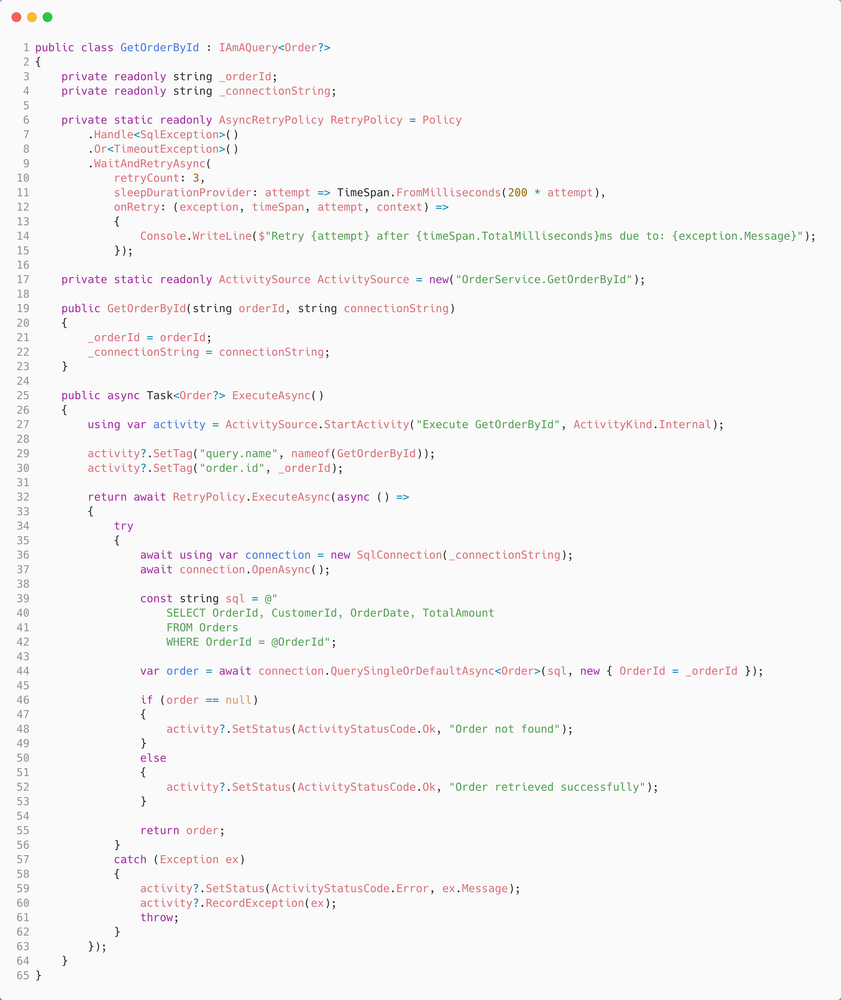 1 public class GetOrderById : IAmAQuery<Order?>
2 {
3     private readonly string _orderId;
4     private readonly string _connectionString;
5
6     private static readonly AsyncRetryPolicy RetryPolicy = Policy
7         .Handle<SqlException>()
8         .Or<TimeoutException>()
9         .WaitAndRetryAsync(
10             retryCount: 3,
11             sleepDurationProvider: attempt => TimeSpan.FromMilliseconds(200 * attempt),
12             onRetry: (exception, timeSpan, attempt, context) =>
13             {
14                 Console.WriteLine($"Retry {attempt} after {timeSpan.TotalMilliseconds}ms due to: {exception.Message}");
15             });
16
17     private static readonly ActivitySource ActivitySource = new("OrderService.GetOrderById");
18
19     public GetOrderById(string orderId, string connectionString)
20     {
21         _orderId = orderId;
22         _connectionString = connectionString;
23     }
24
25     public async Task<Order?> ExecuteAsync()
26     {
27         using var activity = ActivitySource.StartActivity("Execute GetOrderById", ActivityKind.Internal);
28
29         activity?.SetTag("query.name", nameof(GetOrderById));
30         activity?.SetTag("order.id", _orderId);
31
32         return await RetryPolicy.ExecuteAsync(async () =>
33         {
34             try
35             {
36                 await using var connection = new SqlConnection(_connectionString);
37                 await connection.OpenAsync();
38
39                 const string sql = @"
40                     SELECT OrderId, CustomerId, OrderDate, TotalAmount
41                     FROM Orders
42                     WHERE OrderId = @OrderId";
43
44                 var order = await connection.QuerySingleOrDefaultAsync<Order>(sql, new { OrderId = _orderId });
45
46                 if (order == null)
47                 {
48                     activity?.SetStatus(ActivityStatusCode.Ok, "Order not found");
49                 }
50                 else
51                 {
52                     activity?.SetStatus(ActivityStatusCode.Ok, "Order retrieved successfully");
53                 }
54
55                 return order;
56             }
57             catch (Exception ex)
58             {
59                 activity?.SetStatus(ActivityStatusCode.Error, ex.Message);
60                 activity?.RecordException(ex);
61                 throw;
62             }
63         });
64     }
65 }